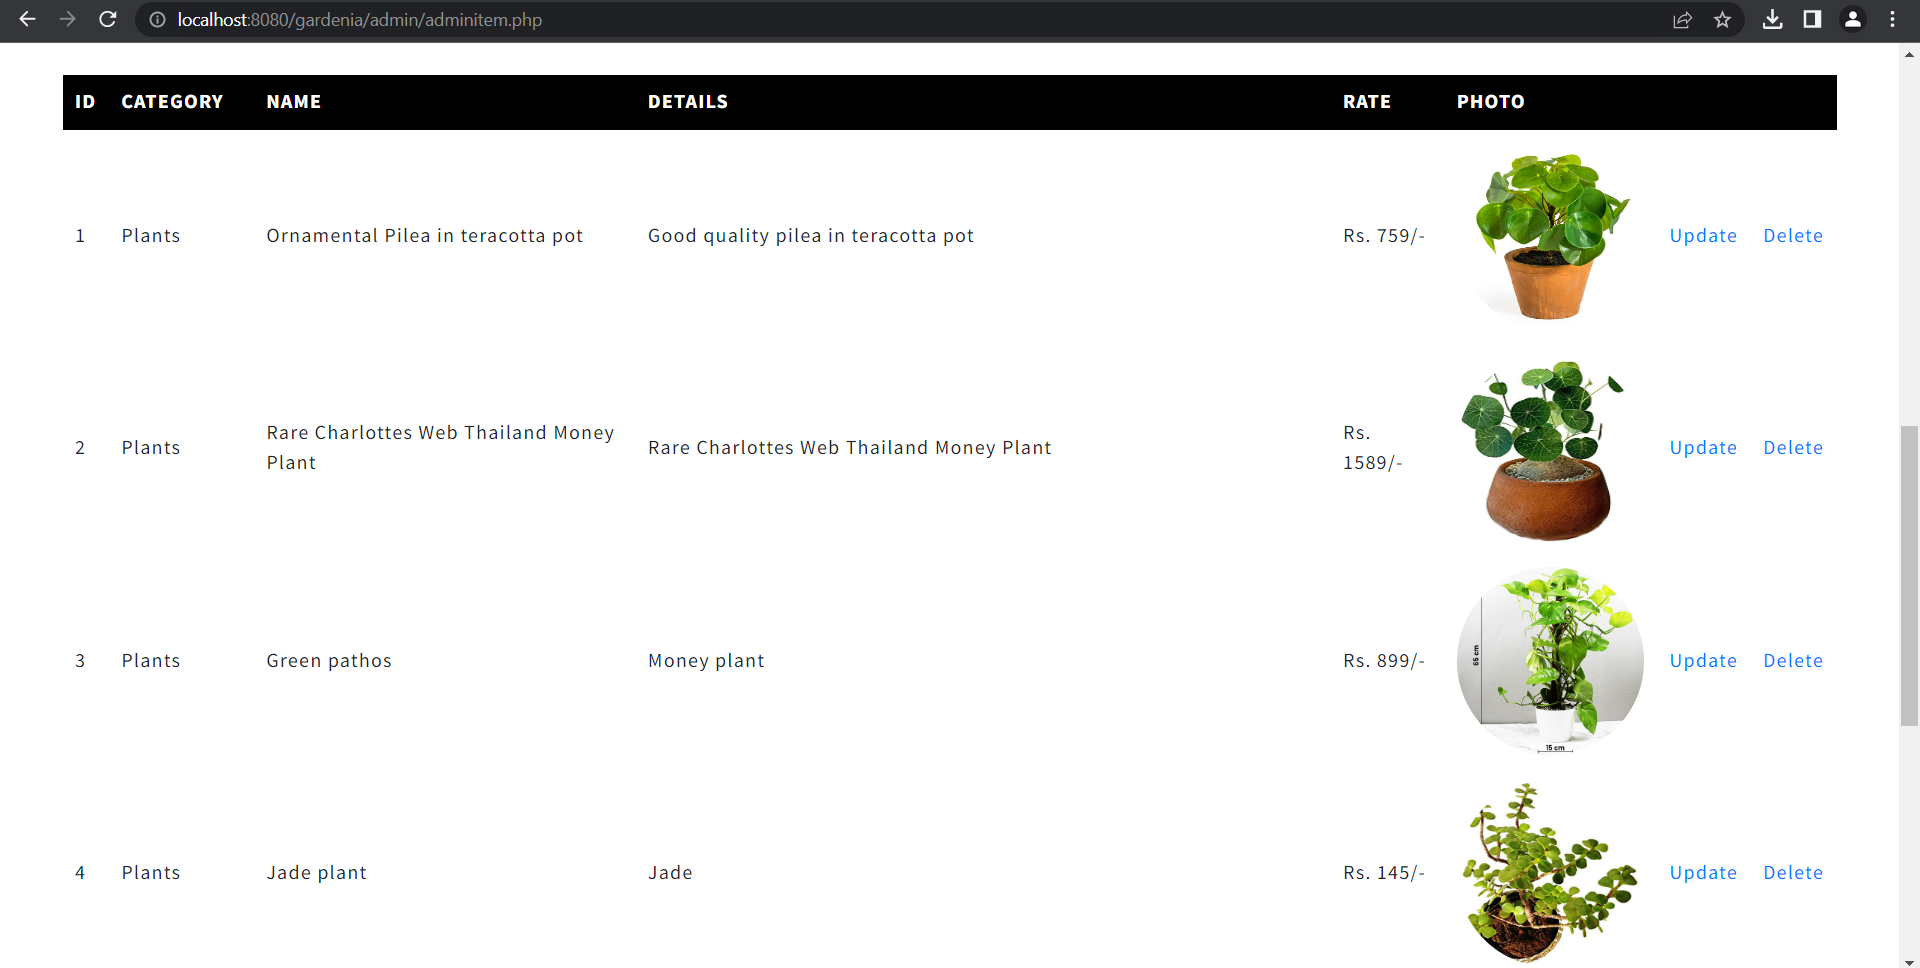 localhost:8080/gardenia/admin/adminitem.php
ID CATEGORY NAME DETAILS RATE PHOTO
1 Plants Ornamental Pilea in teracotta pot Good quality pilea in teracotta pot Rs. 759/- Update Delete
2 Plants Rare Charlottes Web Thailand Money Plant Rare Charlottes Web Thailand Money Plant Rs. 1589/- Update Delete
3 Plants Green pathos Money plant Rs. 899/- 65 cm 15 cm Update Delete
4 Plants Jade plant Jade Rs. 145/- Update Delete